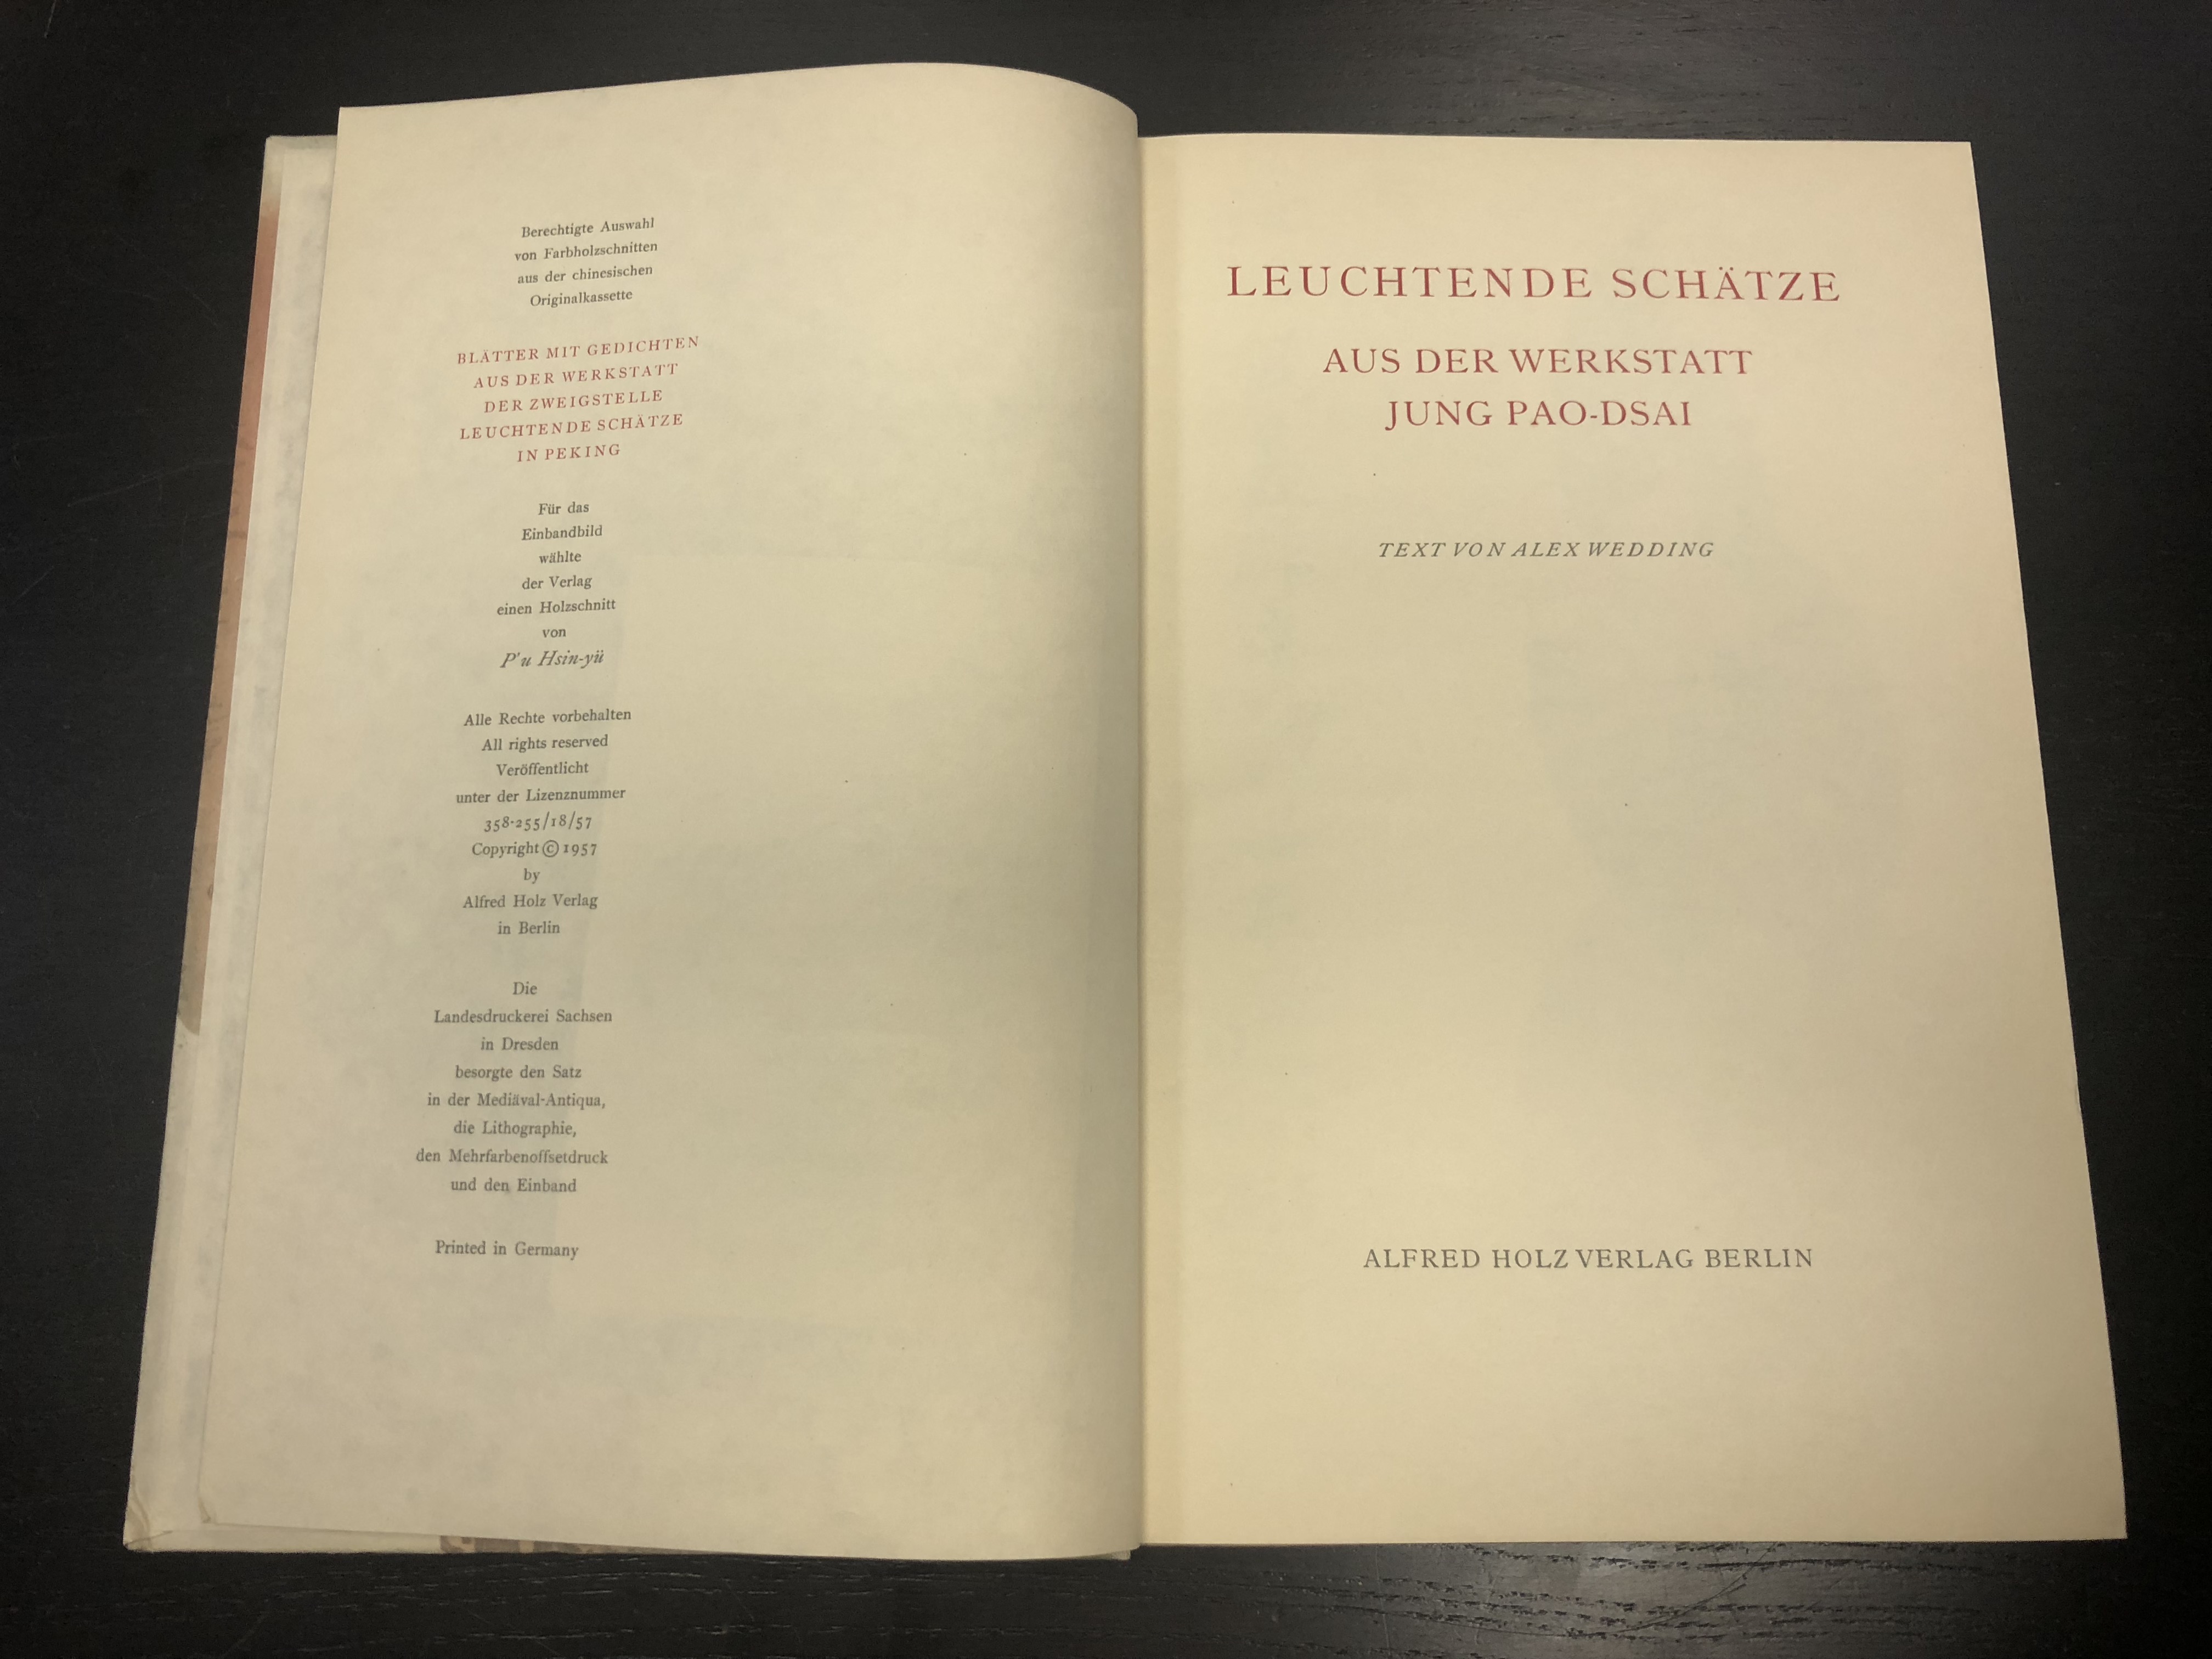 Berechtigte Auswahl
von Farbholzschnitten
aus der chinesischen
Originalkassette
BLÄTTER MIT GEDICHTEN
AUS DER WERKSTATT
DER ZWEIGSTELLE
LEUCHTENDE SCHÄTZE
IN PEKING
Für das
Einbandbild
wählte
der Verlag
einen Holzschnitt
von
P'u Hsin-yü
Alle Rechte vorbehalten
All rights reserved
Veröffentlicht
unter der Lizenznummer
358-255/18/57
Copyright © 1957
by
Alfred Holz Verlag
in Berlin
Die
Landesdruckerei Sachsen
in Dresden
besorgte den Satz
in der Mediäval-Antiqua,
die Lithographie,
den Mehrfarbenoffsetdruck
und den Einband
Printed in Germany
LEUCHTENDE SCHÄTZE
AUS DER WERKSTATT
JUNG PAO-DSAI
TEXT VON ALEX WEDDING
ALFRED HOLZ VERLAG BERLIN